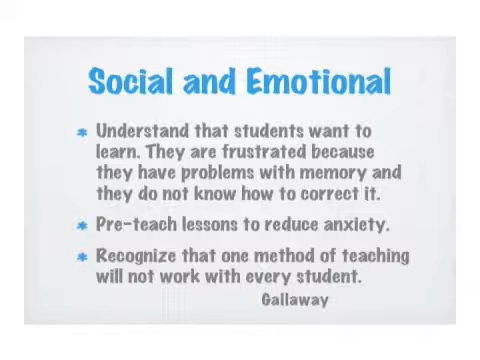 Social and Emotional
* Understand that students want to
learn. They are frustrated because
they have problems with memory and
they do not know how to correct it.
* Pre-teach lessons to reduce anxiety.
* Recognize that one method of teaching
will not work with every student.
Gallaway